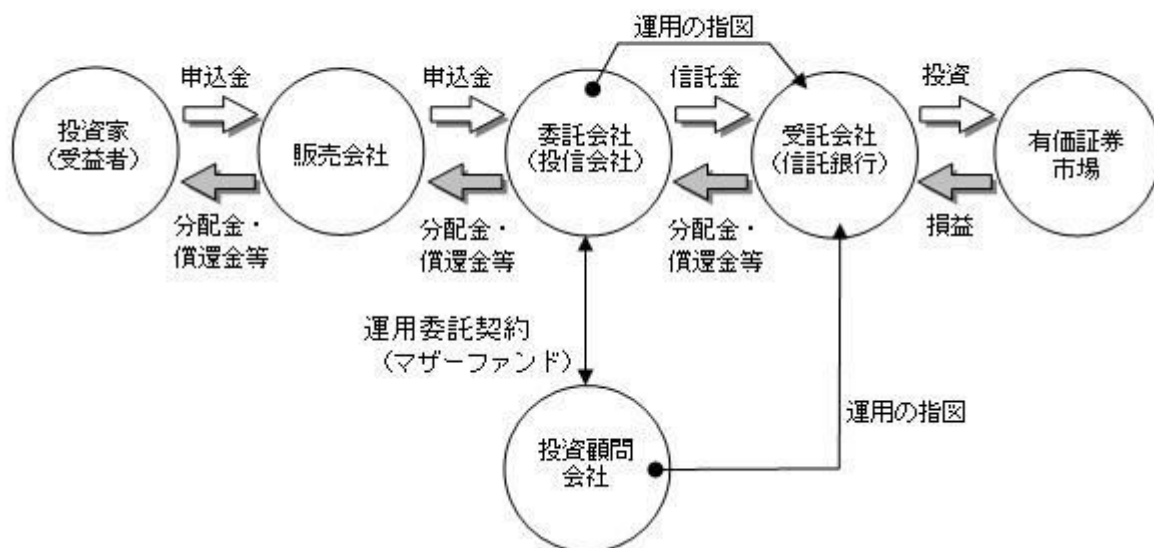 運用の指図
申込金
申込金
信託金
投資
投資家
(受益者)
販売会社
委託会社
(投信会社)
受託会社
(信託銀行)
有価証券
市場
分配金・
償還金等
分配金・
償還金等
分配金・
償還金等
損益
運用委託契約
(マザーファンド)
運用の指図
投資顧問
会社